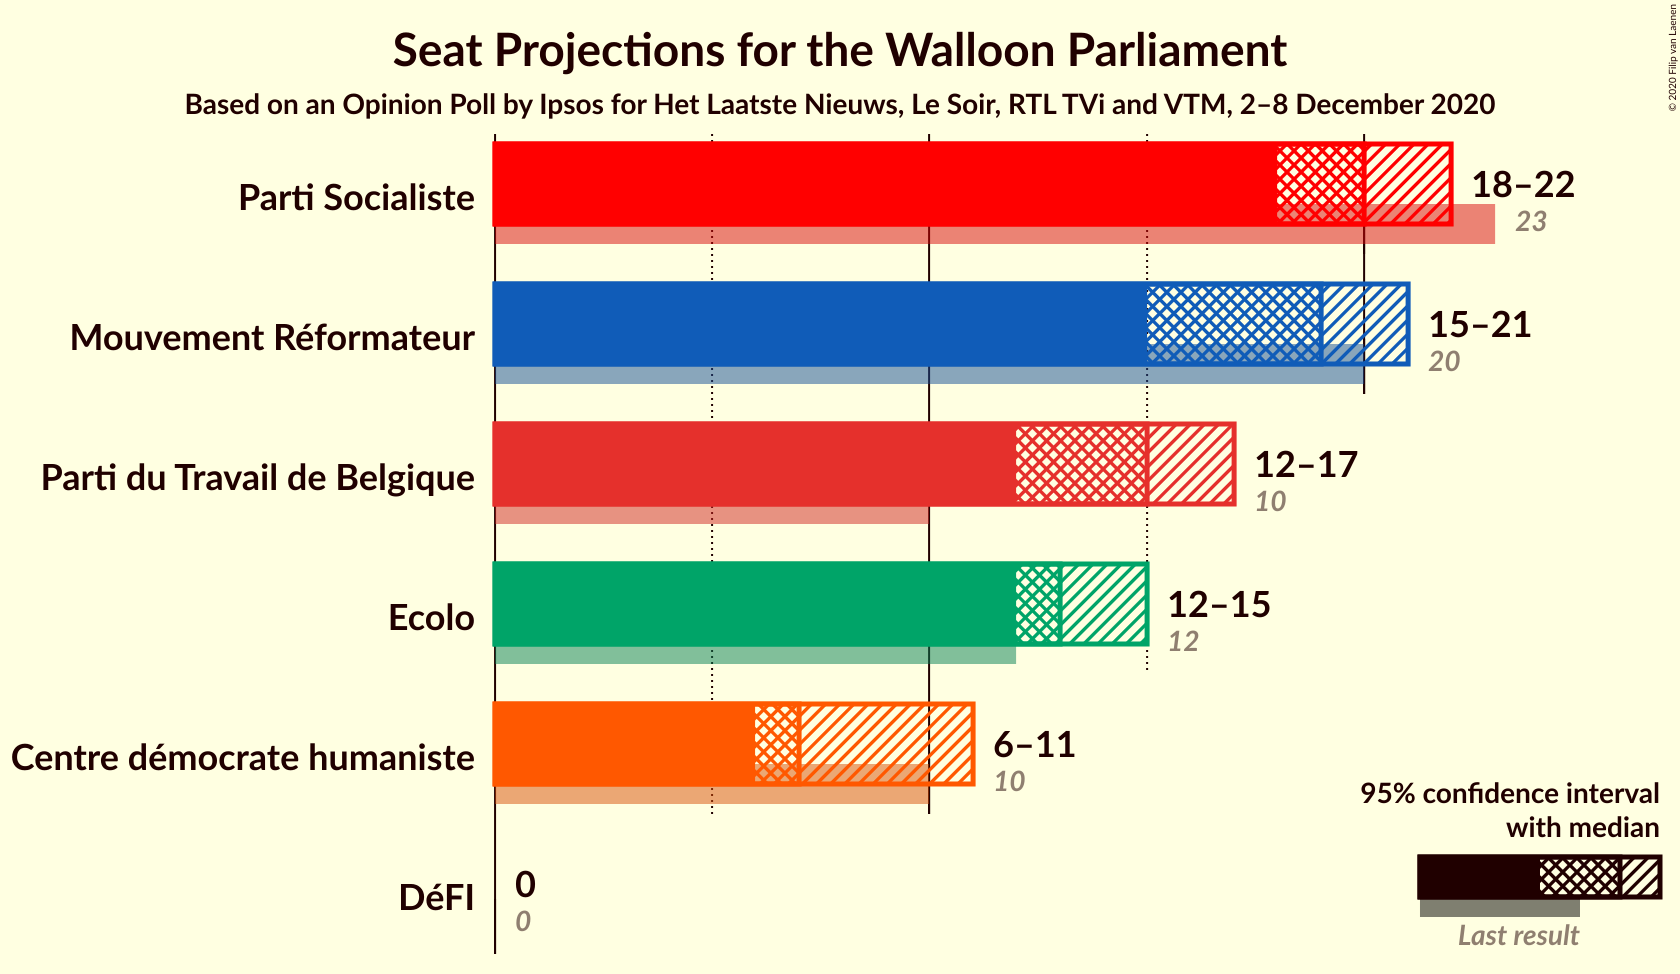 Seat Projections for the Walloon Parliament
Based on an Opinion Poll by Ipsos for Het Laatste Nieuws, Le Soir, RTL TVi and VTM, 2–8 December 2020
© 2020 Filip van Laenen
Parti Socialiste
18–22
23
Mouvement Réformateur
15–21
20
Parti du Travail de Belgique
12–17
10
Ecolo
12–15
12
Centre démocrate humaniste
6–11
10
DéFI
0
0
95% confidence interval
with median
Last result